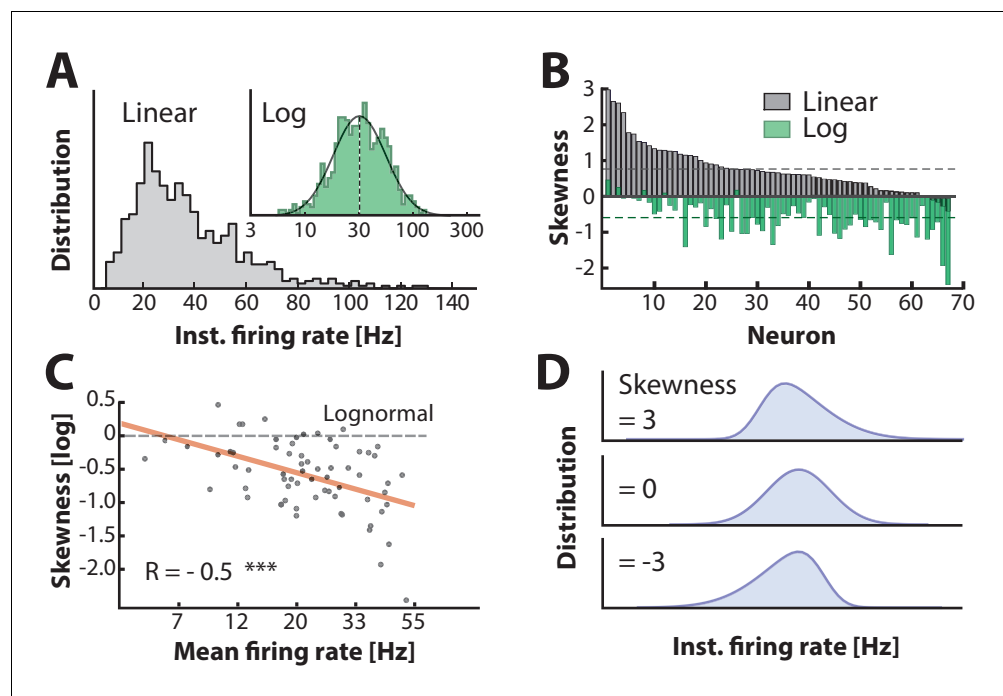 A
Linear
Log
Distribution
3
10
30
100
300
0
20
40
60
80
100
120
140
Inst. firing rate [Hz]
B
3
2
1
0
-1
-2
Skewness
Linear
Log
10
20
30
40
50
60
70
Neuron
C
0.5
0
-0.5
-1.0
-1.5
-2.0
Skewness [log]
Lognormal
R = - 0.5 ***
7
12
20
33
55
Mean firing rate [Hz]
D
Skewness
= 3
= 0
= -3
Distribution
Inst. firing rate [Hz]